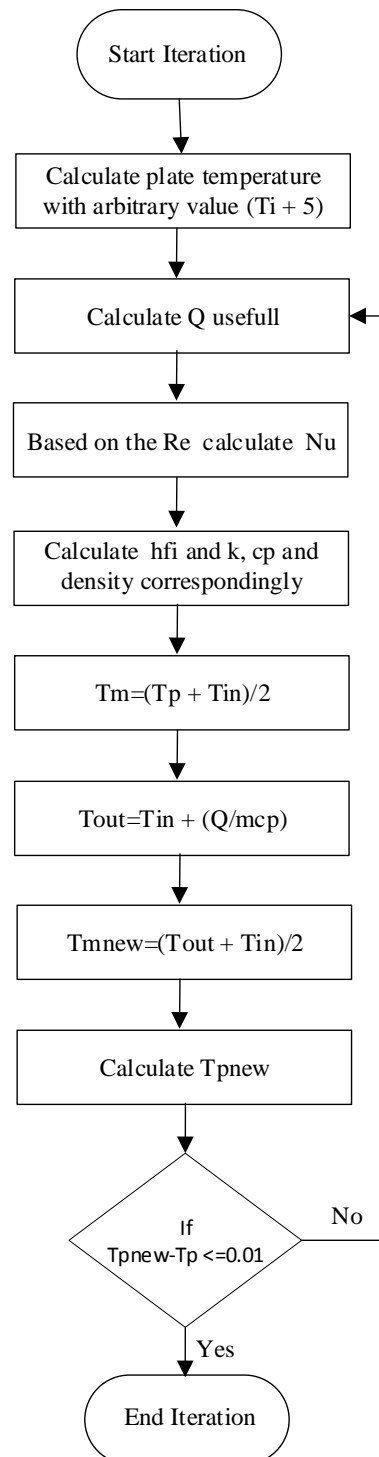 Start Iteration
Calculate plate temperature
with arbitrary value (Ti + 5)
Calculate Q usefull
Based on the Re calculate Nu
Calculate hfi and k, cp and
density correspondingly
Tm=(Tp + Tin)/2
Tout=Tin + (Q/mcp)
Tmnew=(Tout + Tin)/2
Calculate Tpnew
If
Tpnew-Tp <=0.01
No
Yes
End Iteration